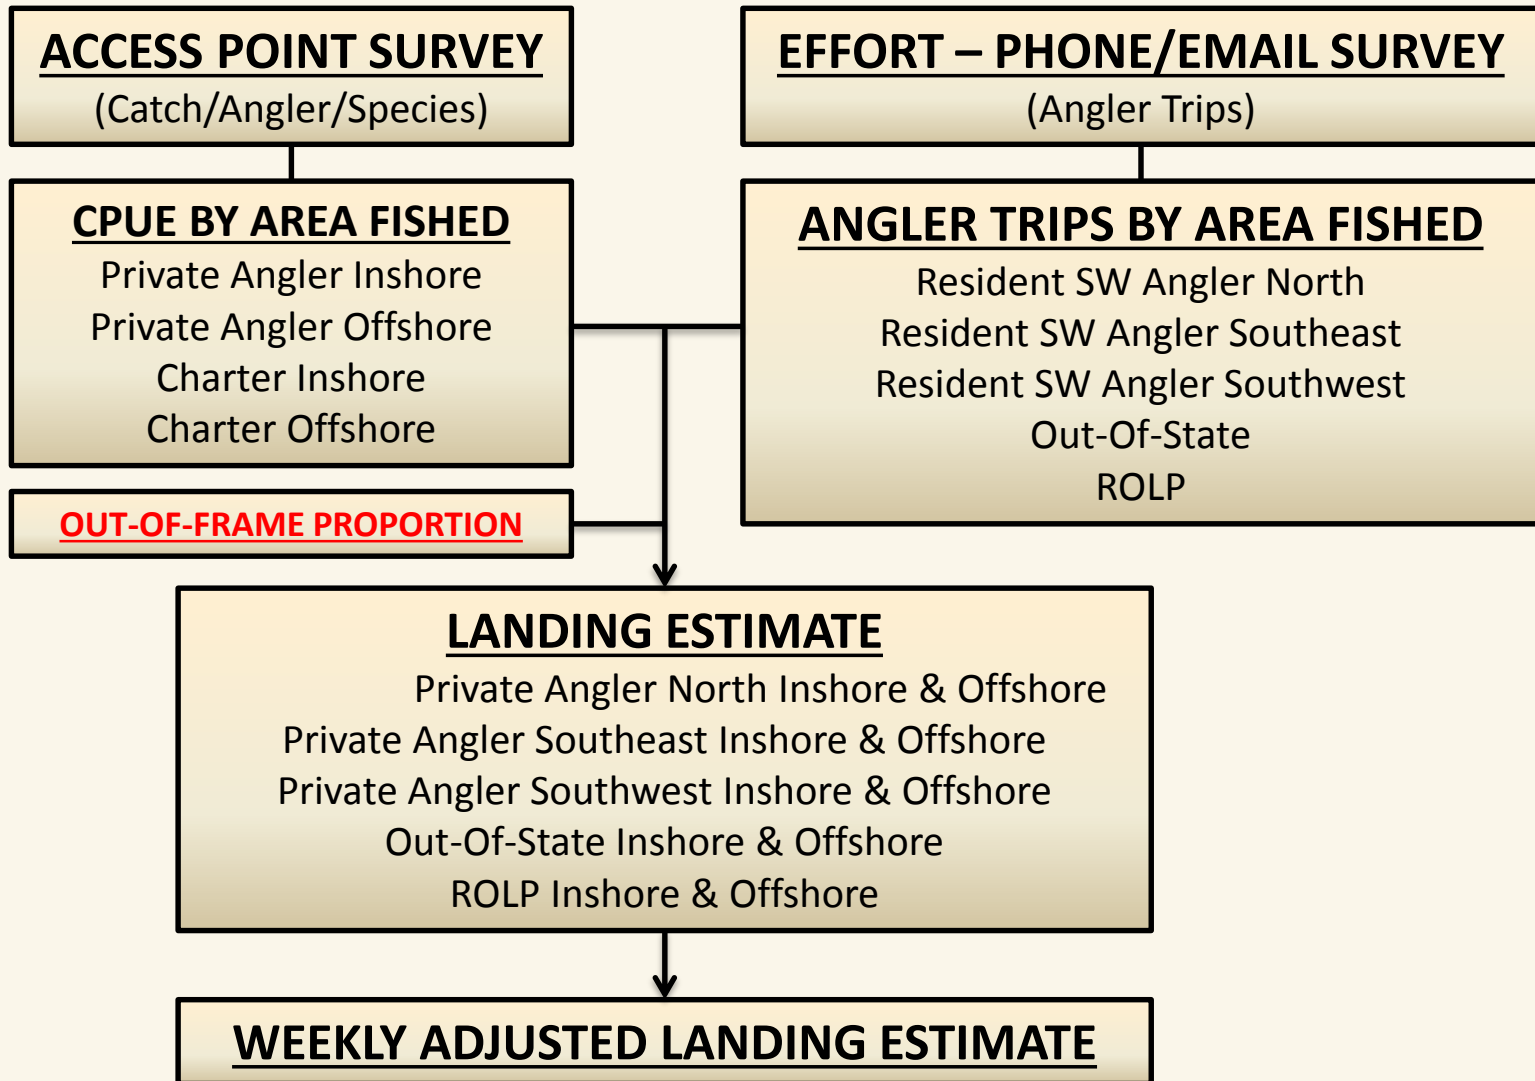 ACCESS POINT SURVEY
(Catch/Angler/Species)
EFFORT – PHONE/EMAIL SURVEY
(Angler Trips)
CPUE BY AREA FISHED
Private Angler Inshore
Private Angler Offshore
Charter Inshore
Charter Offshore
ANGLER TRIPS BY AREA FISHED
Resident SW Angler North
Resident SW Angler Southeast
Resident SW Angler Southwest
Out-Of-State
ROLP
OUT-OF-FRAME PROPORTION
LANDING ESTIMATE
Private Angler North Inshore & Offshore
Private Angler Southeast Inshore & Offshore
Private Angler Southwest Inshore & Offshore
Out-Of-State Inshore & Offshore
ROLP Inshore & Offshore
WEEKLY ADJUSTED LANDING ESTIMATE